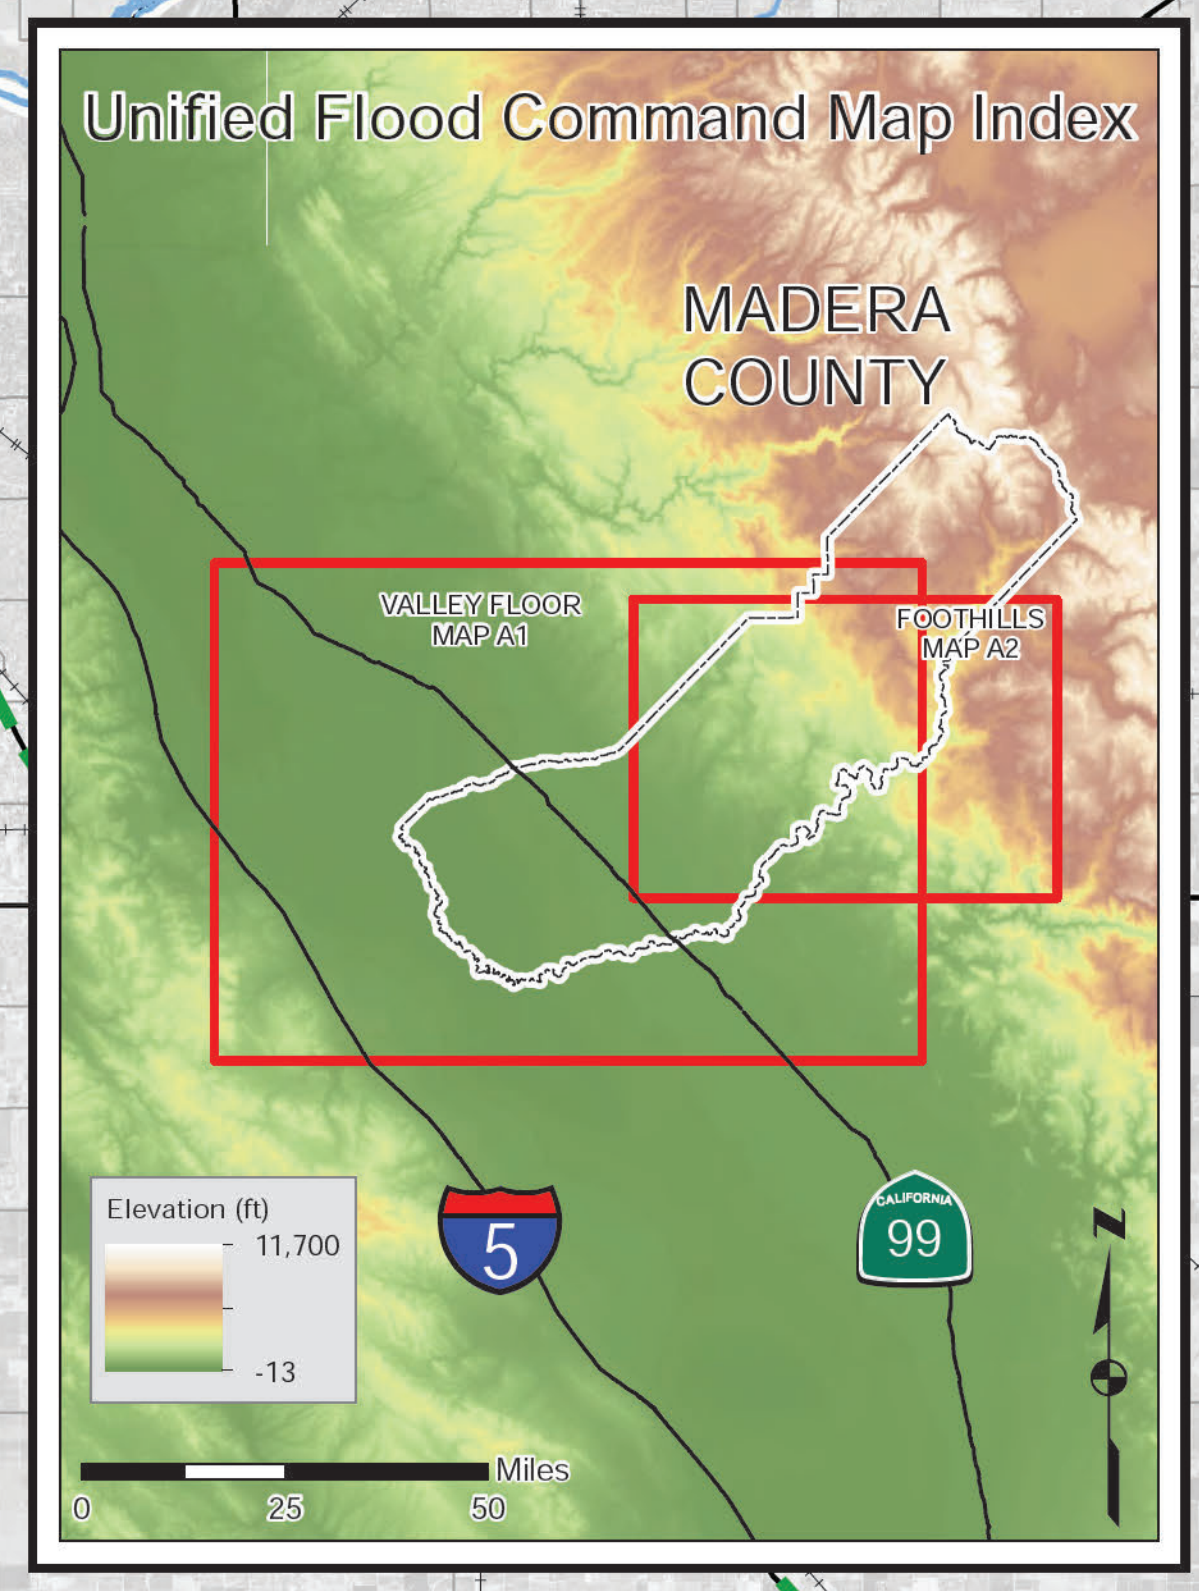 Unified Flood Command Map Index
MADERA
COUNTY
VALLEY FLOOR
MAP A1
FOOTHILLS
MAP A2
Elevation (ft)
11,700
-13
5
CALIFORNIA
99
N
Miles
0 25 50